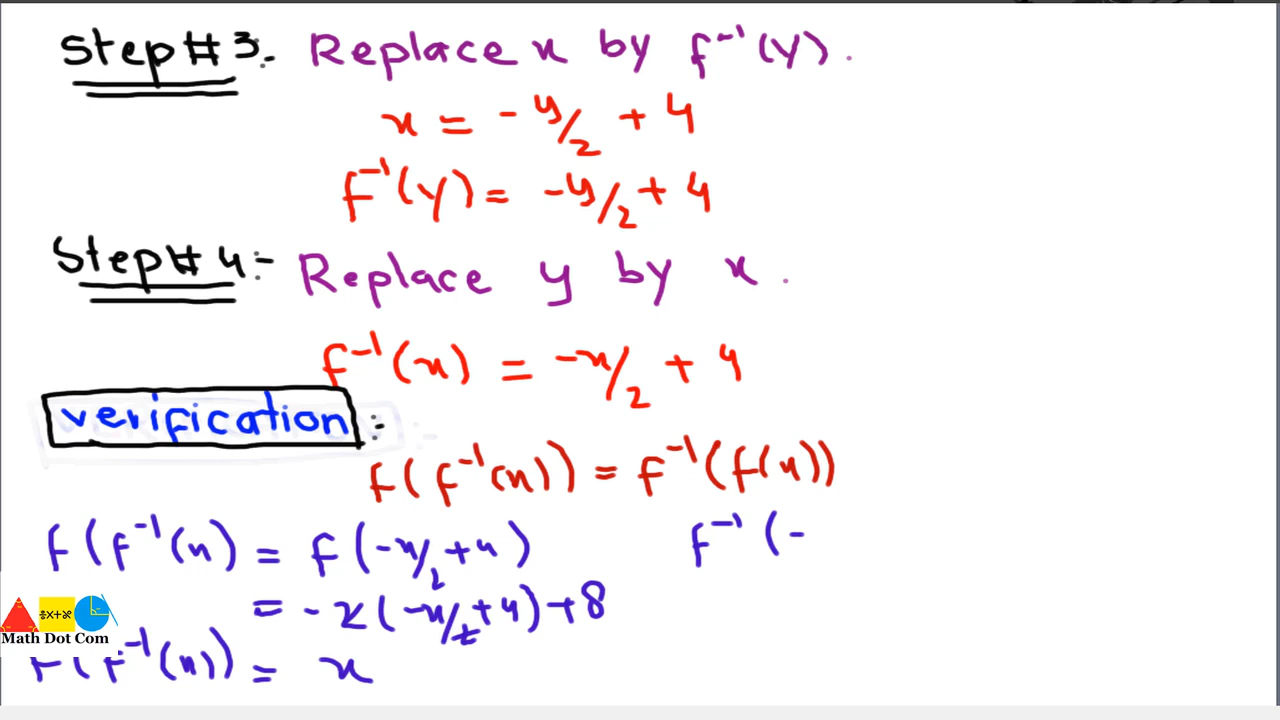 Step# 3:- Replace x by f⁻¹(y).
x = -y/2 + 4
f⁻¹(y) = -y/2 + 4
Step# 4:- Replace y by x.
f⁻¹(x) = -x/2 + 4
verification :
f(f⁻¹(x)) = f⁻¹(f(x))
f(f⁻¹(x) = f(-x/2 + 4)
= -2(-x/2 + 4) + 8
f(f⁻¹(x)) = x
f⁻¹(-
÷×+×
Math Dot Com